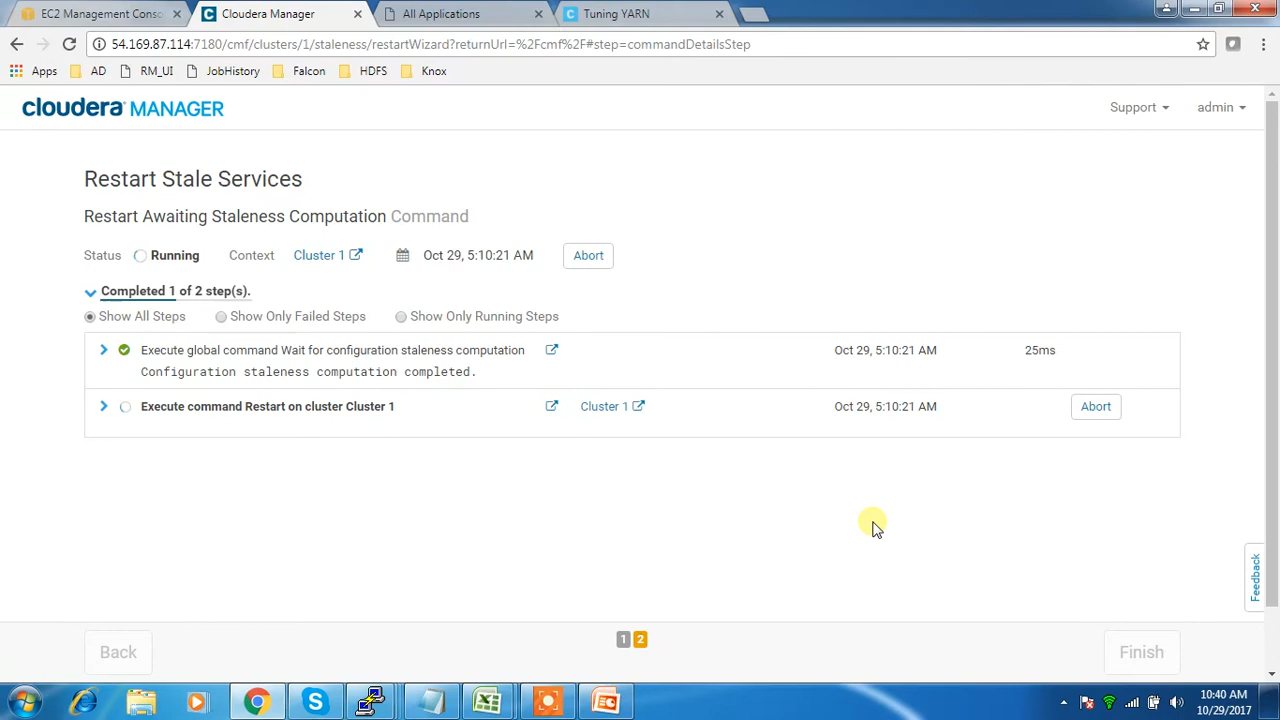 EC2 Management Conso
Cloudera Manager
All Applications
Tuning YARN
54.169.87.114:7180/cmf/clusters/1/staleness/restartWizard?returnUrl=%2Fcmf%2F#step=commandDetailsStep
Apps AD RM_UI JobHistory Falcon HDFS Knox
cloudera MANAGER
Support admin
Restart Stale Services
Restart Awaiting Staleness Computation Command
Status Running Context Cluster 1 Oct 29, 5:10:21 AM Abort
Completed 1 of 2 step(s).
Show All Steps Show Only Failed Steps Show Only Running Steps
Execute global command Wait for configuration staleness computation Oct 29, 5:10:21 AM 25ms
Configuration staleness computation completed.
Execute command Restart on cluster Cluster 1 Cluster 1 Oct 29, 5:10:21 AM Abort
Feedback
Back 1 2 Finish
10:40 AM
10/29/2017